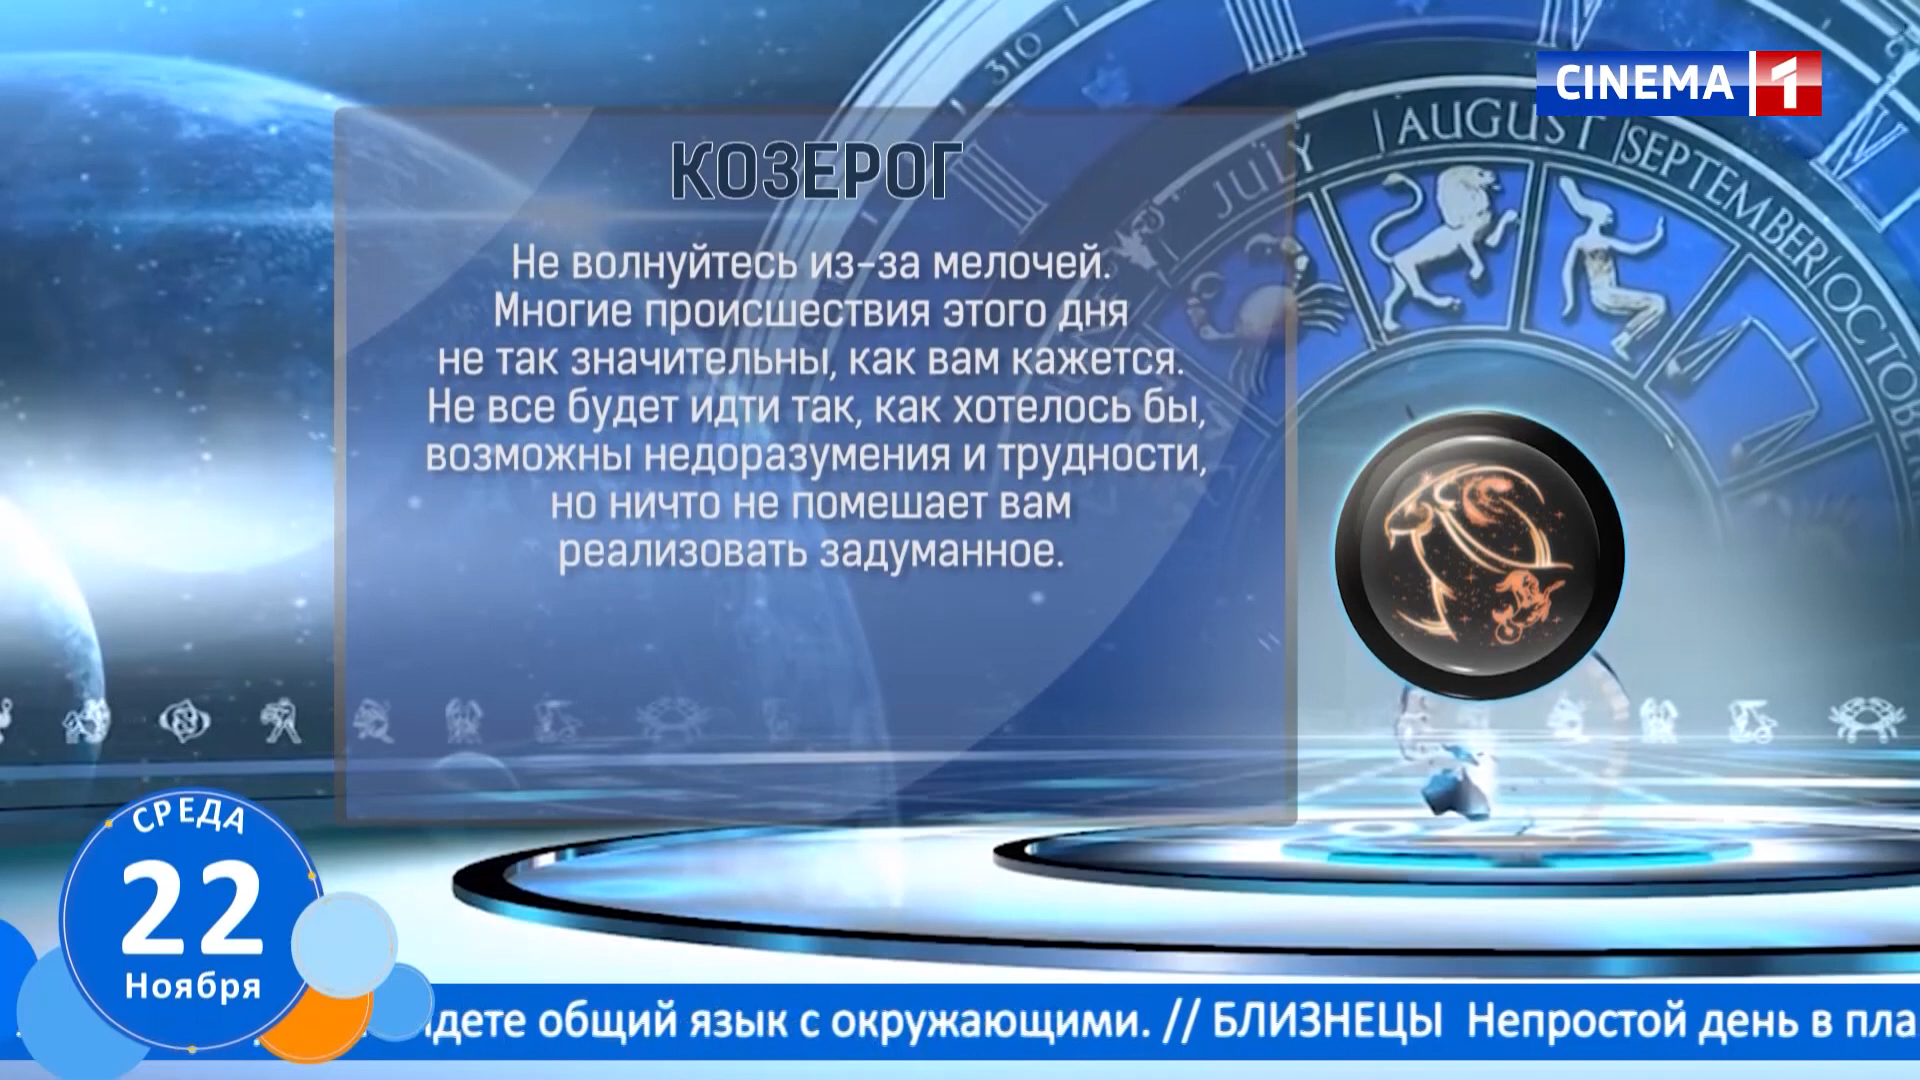 CINEMA 1
310
JULY
AUGUST
SEPTEMBER
OCTOBER
КОЗЕРОГ
Не волнуйтесь из-за мелочей.
Многие происшествия этого дня
не так значительны, как вам кажется.
Не все будет идти так, как хотелось бы,
возможны недоразумения и трудности,
но ничто не помешает вам
реализовать задуманное.
СРЕДА
22
Ноября
дете общий язык с окружающими. // БЛИЗНЕЦЫ Непростой день в пла